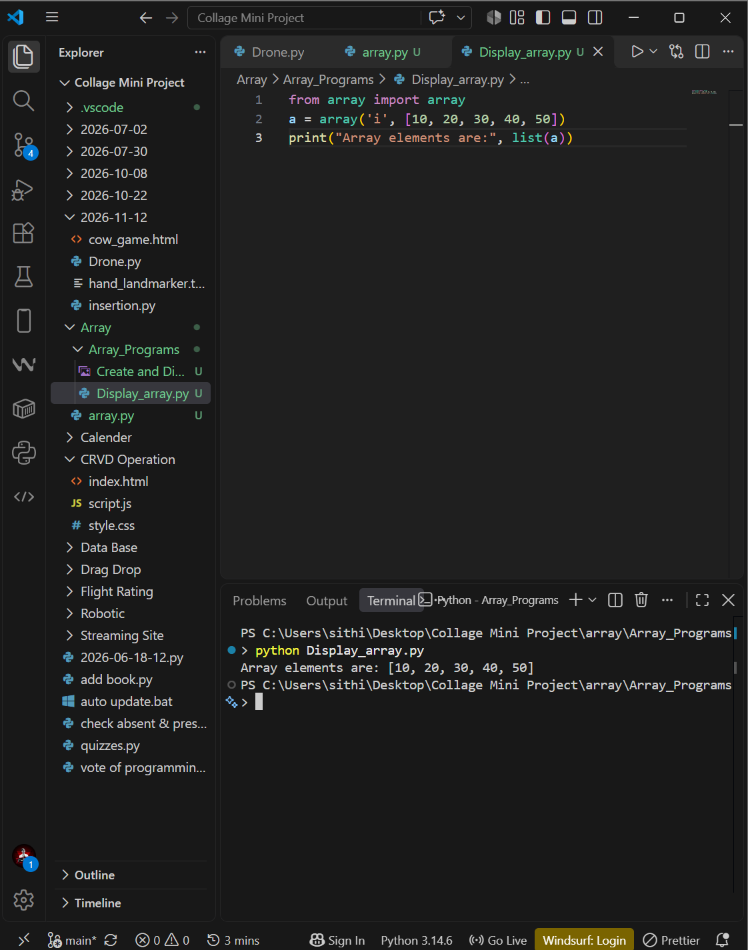 Collage Mini Project
Explorer
Collage Mini Project
.vscode
2026-07-02
2026-07-30
2026-10-08
2026-10-22
2026-11-12
cow_game.html
Drone.py
hand_landmarker.t...
insertion.py
Array
Array_Programs
Create and Di... U
Display_array.py U
array.py U
Calender
CRVD Operation
index.html
JS script.js
# style.css
Data Base
Drag Drop
Flight Rating
Robotic
Streaming Site
2026-06-18-12.py
add book.py
auto update.bat
check absent & pres...
quizzes.py
vote of programmin...
Outline
Timeline
4
1
Drone.py array.py U Display_array.py U
Array > Array_Programs > Display_array.py > ...
1 from array import array
2 a = array('i', [10, 20, 30, 40, 50])
3 print("Array elements are:", list(a))
Problems Output Terminal Python - Array_Programs
PS C:\Users\sithi\Desktop\Collage Mini Project\array\Array_Programs
> python Display_array.py
Array elements are: [10, 20, 30, 40, 50]
PS C:\Users\sithi\Desktop\Collage Mini Project\array\Array_Programs
>
main* 0 0 3 mins Sign In Python 3.14.6 Go Live Windsurf: Login Prettier